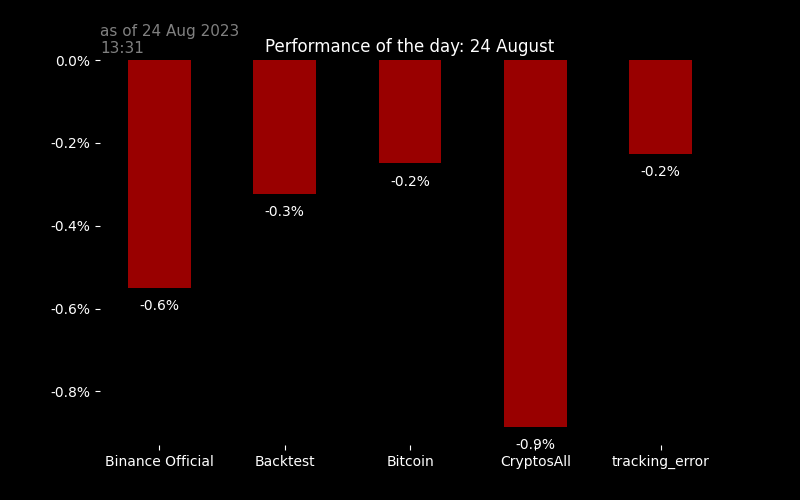 as of 24 Aug 2023
13:31
Performance of the day: 24 August
0.0%
-0.2%
-0.4%
-0.6%
-0.8%
-0.6%
-0.3%
-0.2%
-0.9%
-0.2%
Binance Official
Backtest
Bitcoin
CryptosAll
tracking_error